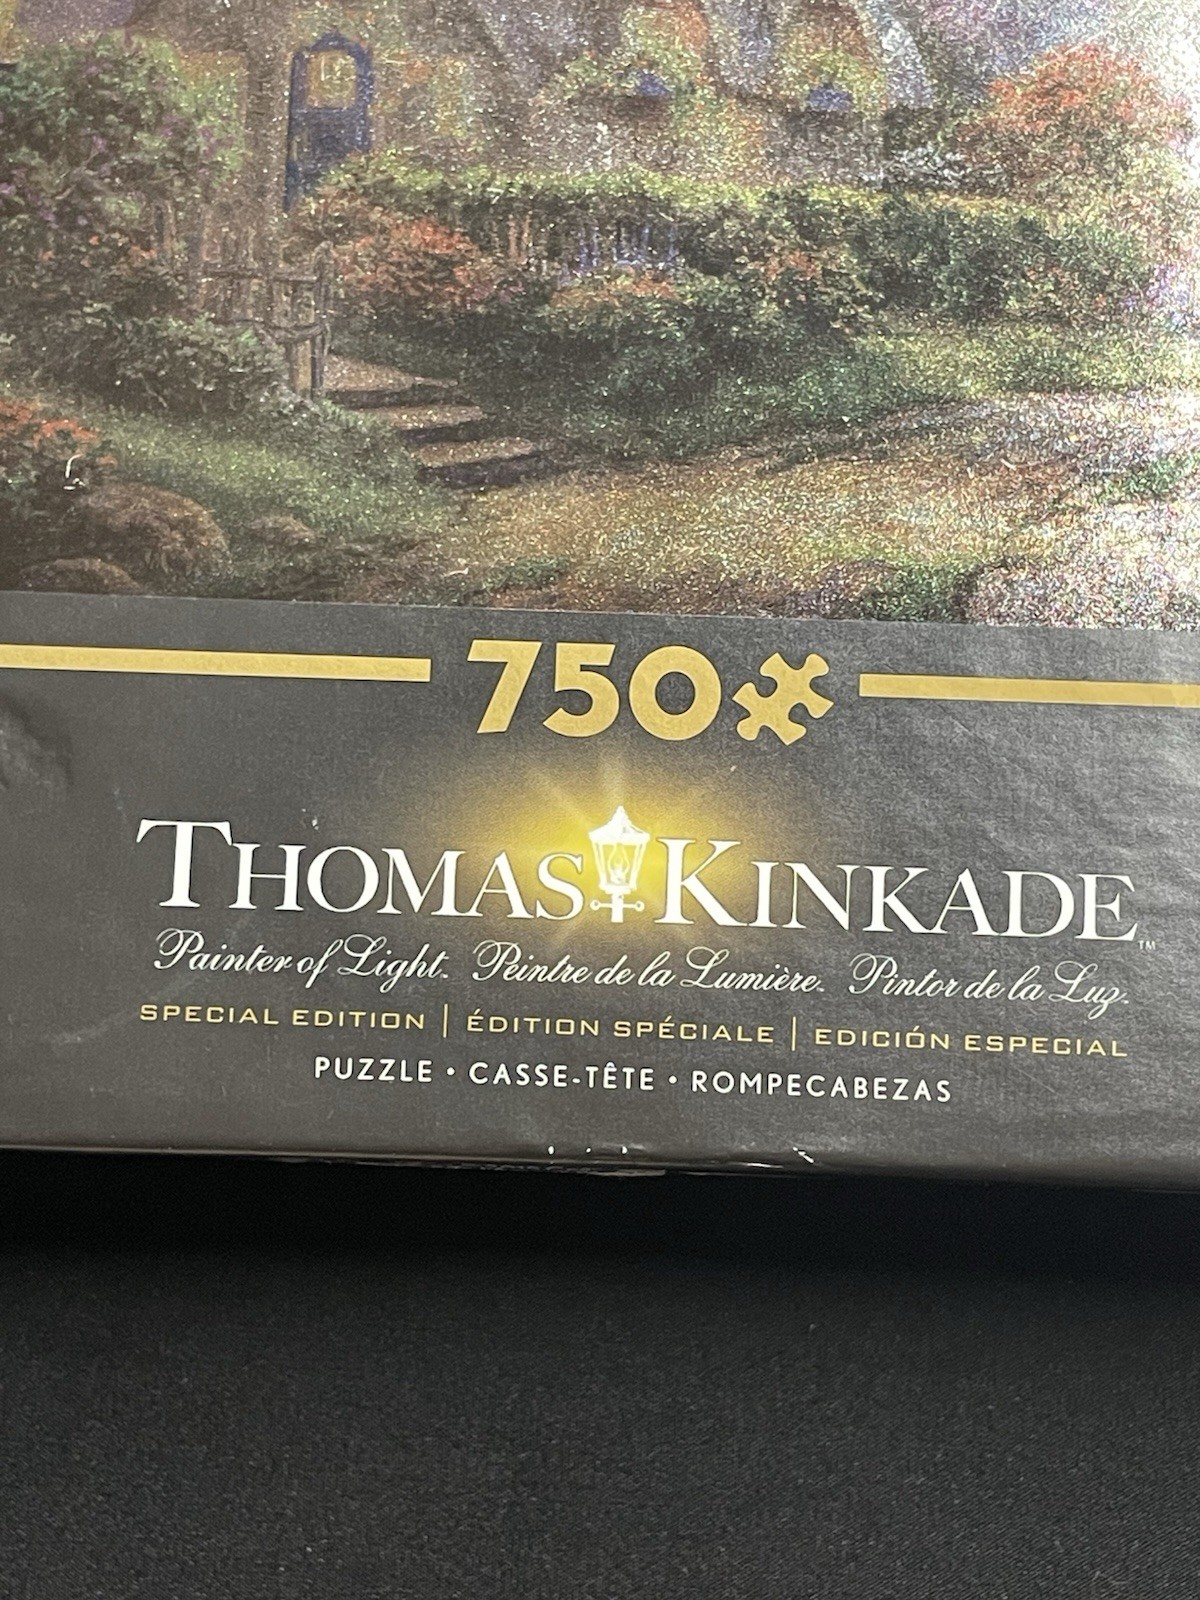 750
THOMAS KINKADE™
Painter of Light. Peintre de la Lumière. Pintor de la Luz.
SPECIAL EDITION | ÉDITION SPÉCIALE | EDICIÓN ESPECIAL
PUZZLE • CASSE-TÊTE • ROMPECABEZAS